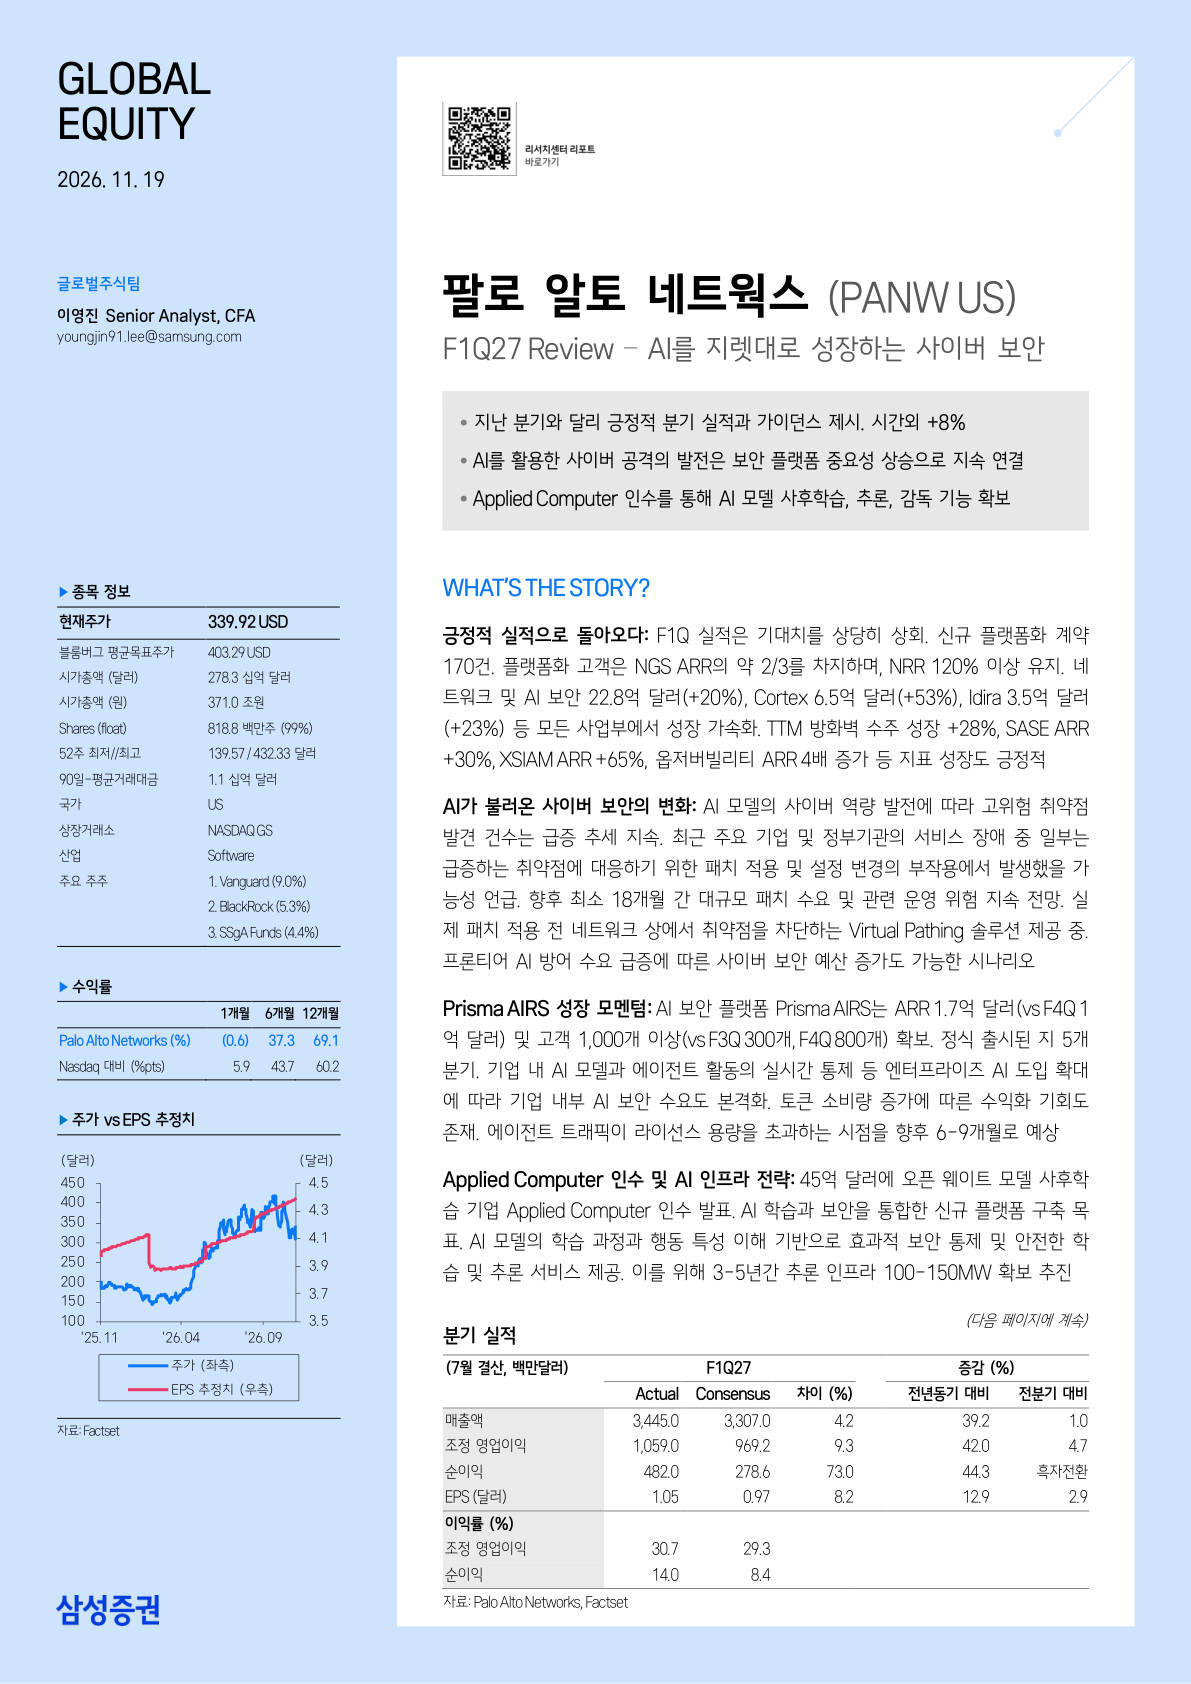 GLOBAL
EQUITY
2026. 11. 19
글로벌주식팀
이영진 Senior Analyst, CFA
youngjin91.lee@samsung.com
▶ 종목 정보
현재주가 339.92 USD
블룸버그 평균목표주가 403.29 USD
시가총액 (달러) 278.3 십억 달러
시가총액 (원) 371.0 조원
Shares (float) 818.8 백만주 (99%)
52주 최저//최고 139.57 / 432.33 달러
90일-평균거래대금 1.1 십억 달러
국가 US
상장거래소 NASDAQ GS
산업 Software
주요 주주 1. Vanguard (9.0%)
2. BlackRock (5.3%)
3. SSgA Funds (4.4%)
▶ 수익률
1개월 6개월 12개월
Palo Alto Networks (%) (0.6) 37.3 69.1
Nasdaq 대비 (%pts) 5.9 43.7 60.2
▶ 주가 vs EPS 추정치
(달러) (달러)
450 4.5
400 4.3
350
300 4.1
250 3.9
200
150 3.7
100 3.5
'25.11 '26.04 '26.09
주가 (좌측)
EPS 추정치 (우측)
자료: Factset
삼성증권
리서치센터 리포트
바로가기
팔로 알토 네트웍스 (PANW US)
F1Q27 Review – AI를 지렛대로 성장하는 사이버 보안
• 지난 분기와 달리 긍정적 분기 실적과 가이던스 제시. 시간외 +8%
• AI를 활용한 사이버 공격의 발전은 보안 플랫폼 중요성 상승으로 지속 연결
• Applied Computer 인수를 통해 AI 모델 사후학습, 추론, 감독 기능 확보
WHAT'S THE STORY?
긍정적 실적으로 돌아오다: F1Q 실적은 기대치를 상당히 상회. 신규 플랫폼화 계약
170건. 플랫폼화 고객은 NGS ARR의 약 2/3를 차지하며, NRR 120% 이상 유지. 네
트워크 및 AI 보안 22.8억 달러(+20%), Cortex 6.5억 달러(+53%), Idira 3.5억 달러
(+23%) 등 모든 사업부에서 성장 가속화. TTM 방화벽 수주 성장 +28%, SASE ARR
+30%, XSIAM ARR +65%, 옵저버빌리티 ARR 4배 증가 등 지표 성장도 긍정적
AI가 불러온 사이버 보안의 변화: AI 모델의 사이버 역량 발전에 따라 고위험 취약점
발견 건수는 급증 추세 지속. 최근 주요 기업 및 정부기관의 서비스 장애 중 일부는
급증하는 취약점에 대응하기 위한 패치 적용 및 설정 변경의 부작용에서 발생했을 가
능성 언급. 향후 최소 18개월 간 대규모 패치 수요 및 관련 운영 위험 지속 전망. 실
제 패치 적용 전 네트워크 상에서 취약점을 차단하는 Virtual Pathing 솔루션 제공 중.
프론티어 AI 방어 수요 급증에 따른 사이버 보안 예산 증가도 가능한 시나리오
Prisma AIRS 성장 모멘텀: AI 보안 플랫폼 Prisma AIRS는 ARR 1.7억 달러(vs F4Q 1
억 달러) 및 고객 1,000개 이상(vs F3Q 300개, F4Q 800개) 확보. 정식 출시된 지 5개
분기. 기업 내 AI 모델과 에이전트 활동의 실시간 통제 등 엔터프라이즈 AI 도입 확대
에 따라 기업 내부 AI 보안 수요도 본격화. 토큰 소비량 증가에 따른 수익화 기회도
존재. 에이전트 트래픽이 라이선스 용량을 초과하는 시점을 향후 6-9개월로 예상
Applied Computer 인수 및 AI 인프라 전략: 45억 달러에 오픈 웨이트 모델 사후학
습 기업 Applied Computer 인수 발표. AI 학습과 보안을 통합한 신규 플랫폼 구축 목
표. AI 모델의 학습 과정과 행동 특성 이해 기반으로 효과적 보안 통제 및 안전한 학
습 및 추론 서비스 제공. 이를 위해 3-5년간 추론 인프라 100-150MW 확보 추진
(다음 페이지에 계속)
분기 실적
(7월 결산, 백만달러) F1Q27 증감 (%)
Actual Consensus 차이 (%) 전년동기 대비 전분기 대비
매출액 3,445.0 3,307.0 4.2 39.2 1.0
조정 영업이익 1,059.0 969.2 9.3 42.0 4.7
순이익 482.0 278.6 73.0 44.3 흑자전환
EPS (달러) 1.05 0.97 8.2 12.9 2.9
이익률 (%)
조정 영업이익 30.7 29.3
순이익 14.0 8.4
자료: Palo Alto Networks, Factset